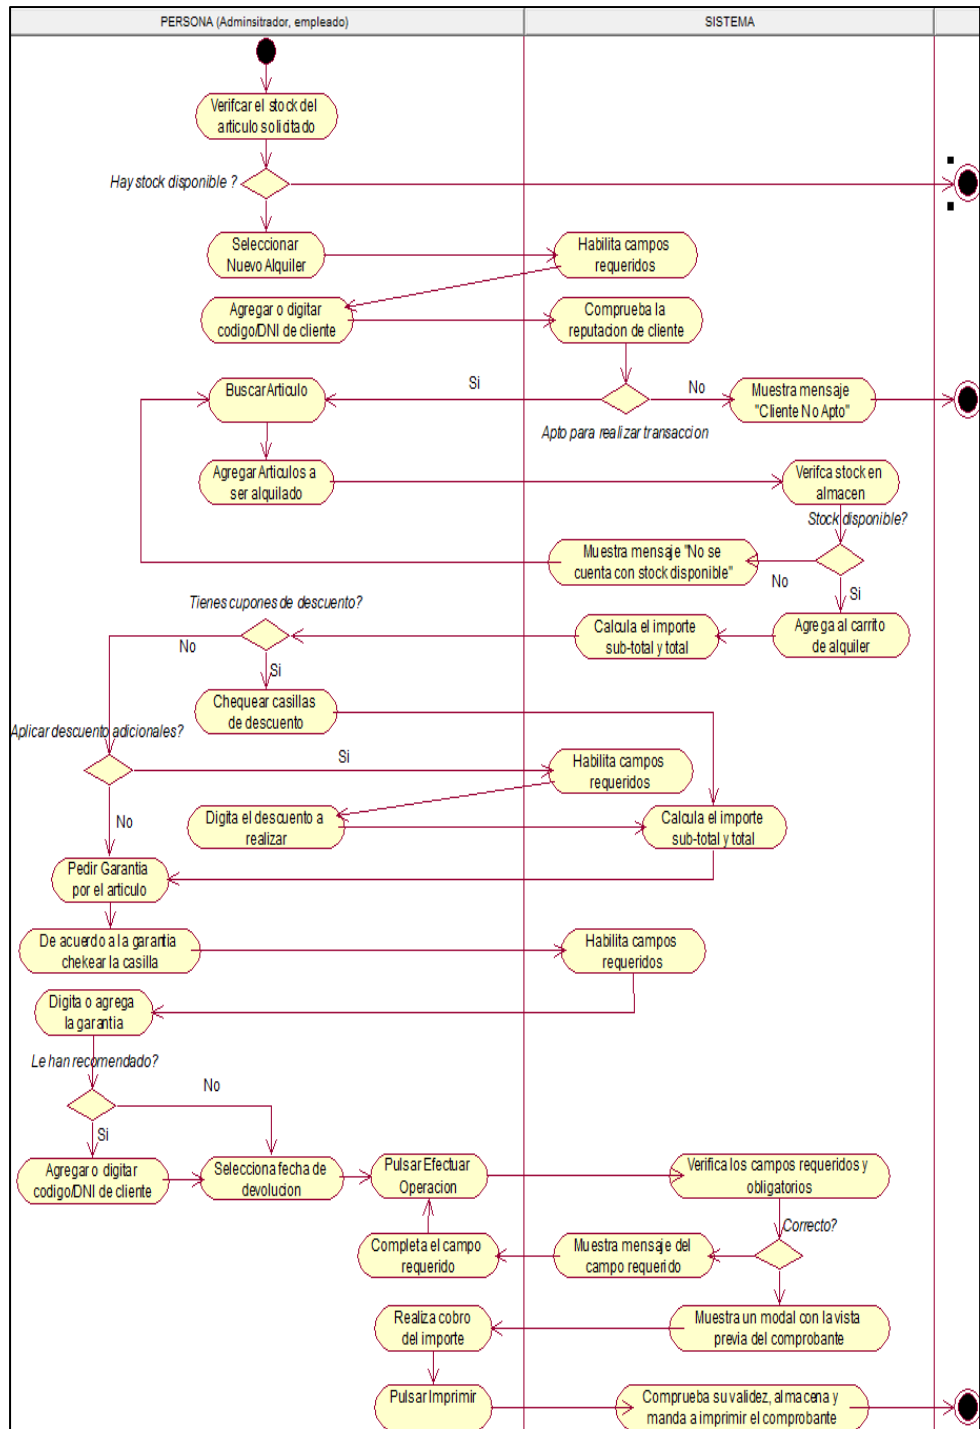 PERSONA (Adminsitrador, empleado)
SISTEMA
Verifcar el stock del
articulo solicitado
Hay stock disponible ?
Seleccionar
Nuevo Alquiler
Habilita campos
requeridos
Agregar o digitar
codigo/DNI de cliente
Comprueba la
reputacion de cliente
Buscar Articulo
Si
No
Muestra mensaje
"Cliente No Apto"
Apto para realizar transaccion
Agregar Articulos a
ser alquilado
Verifca stock en
almacen
Stock disponible?
Muestra mensaje "No se
cuenta con stock disponible"
No
Si
Tienes cupones de descuento?
No
Calcula el importe
sub-total y total
Agrega al carrito
de alquiler
Si
Chequear casillas
de descuento
Aplicar descuento adicionales?
Si
Habilita campos
requeridos
No
Digita el descuento a
realizar
Calcula el importe
sub-total y total
Pedir Garantia
por el articulo
De acuerdo a la garantia
chekear la casilla
Habilita campos
requeridos
Digita o agrega
la garantia
Le han recomendado?
No
Si
Agregar o digitar
codigo/DNI de cliente
Selecciona fecha de
devolucion
Pulsar Efectuar
Operacion
Verifica los campos requeridos y
obligatorios
Correcto?
Completa el campo
requerido
Muestra mensaje del
campo requerido
Realiza cobro
del importe
Muestra un modal con la vista
previa del comprobante
Pulsar Imprimir
Comprueba su validez, almacena y
manda a imprimir el comprobante